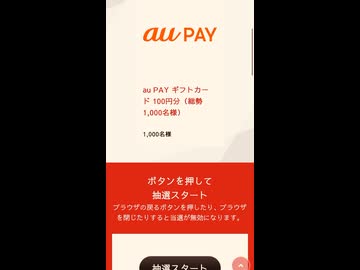 au PAY
au PAY ギフトカー
ド 100円分（総勢
1,000名様）
1,000名様
ボタンを押して
抽選スタート
ブラウザの戻るボタンを押したり、ブラウザ
を閉じたりすると当選が無効になります。
抽選スタート